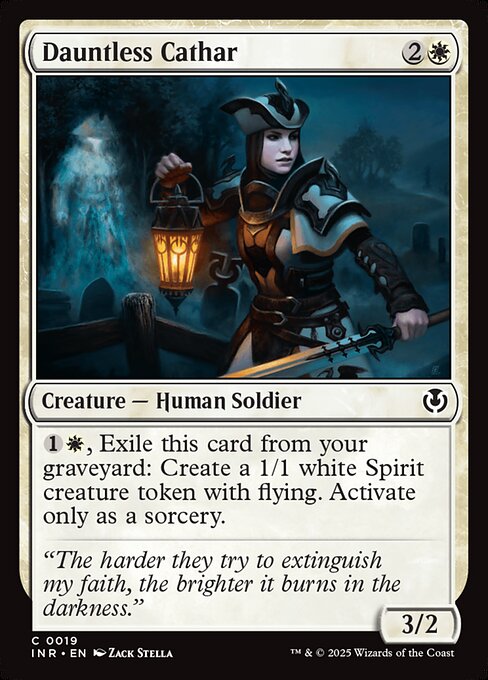 Dauntless Cathar 2
Creature — Human Soldier
1, Exile this card from your
graveyard: Create a 1/1 white Spirit
creature token with flying. Activate
only as a sorcery.
“The harder they try to extinguish
my faith, the brighter it burns in the
darkness.”
3/2
C 0019
INR • EN Zack Stella
™ & © 2025 Wizards of the Coast